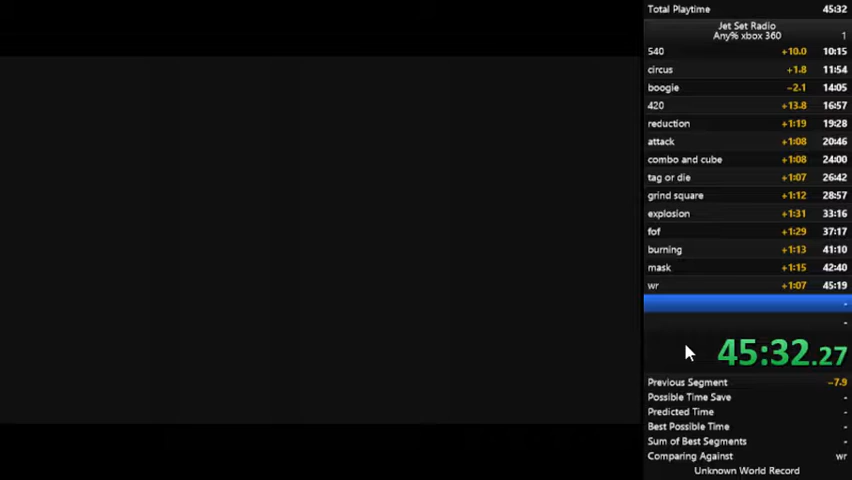 Total Playtime 45:32
Jet Set Radio
Any% xbox 360 1
540 +10.0 10:15
circus +1.8 11:54
boogie −2.1 14:05
420 +13.8 16:57
reduction +1:19 19:28
attack +1:08 20:46
combo and cube +1:08 24:00
tag or die +1:07 26:42
grind square +1:12 28:57
explosion +1:31 33:16
fof +1:29 37:17
burning +1:13 41:10
mask +1:15 42:40
wr +1:07 45:19
-
-
45:32.27
Previous Segment −7.9
Possible Time Save -
Predicted Time -
Best Possible Time -
Sum of Best Segments -
Comparing Against wr
Unknown World Record